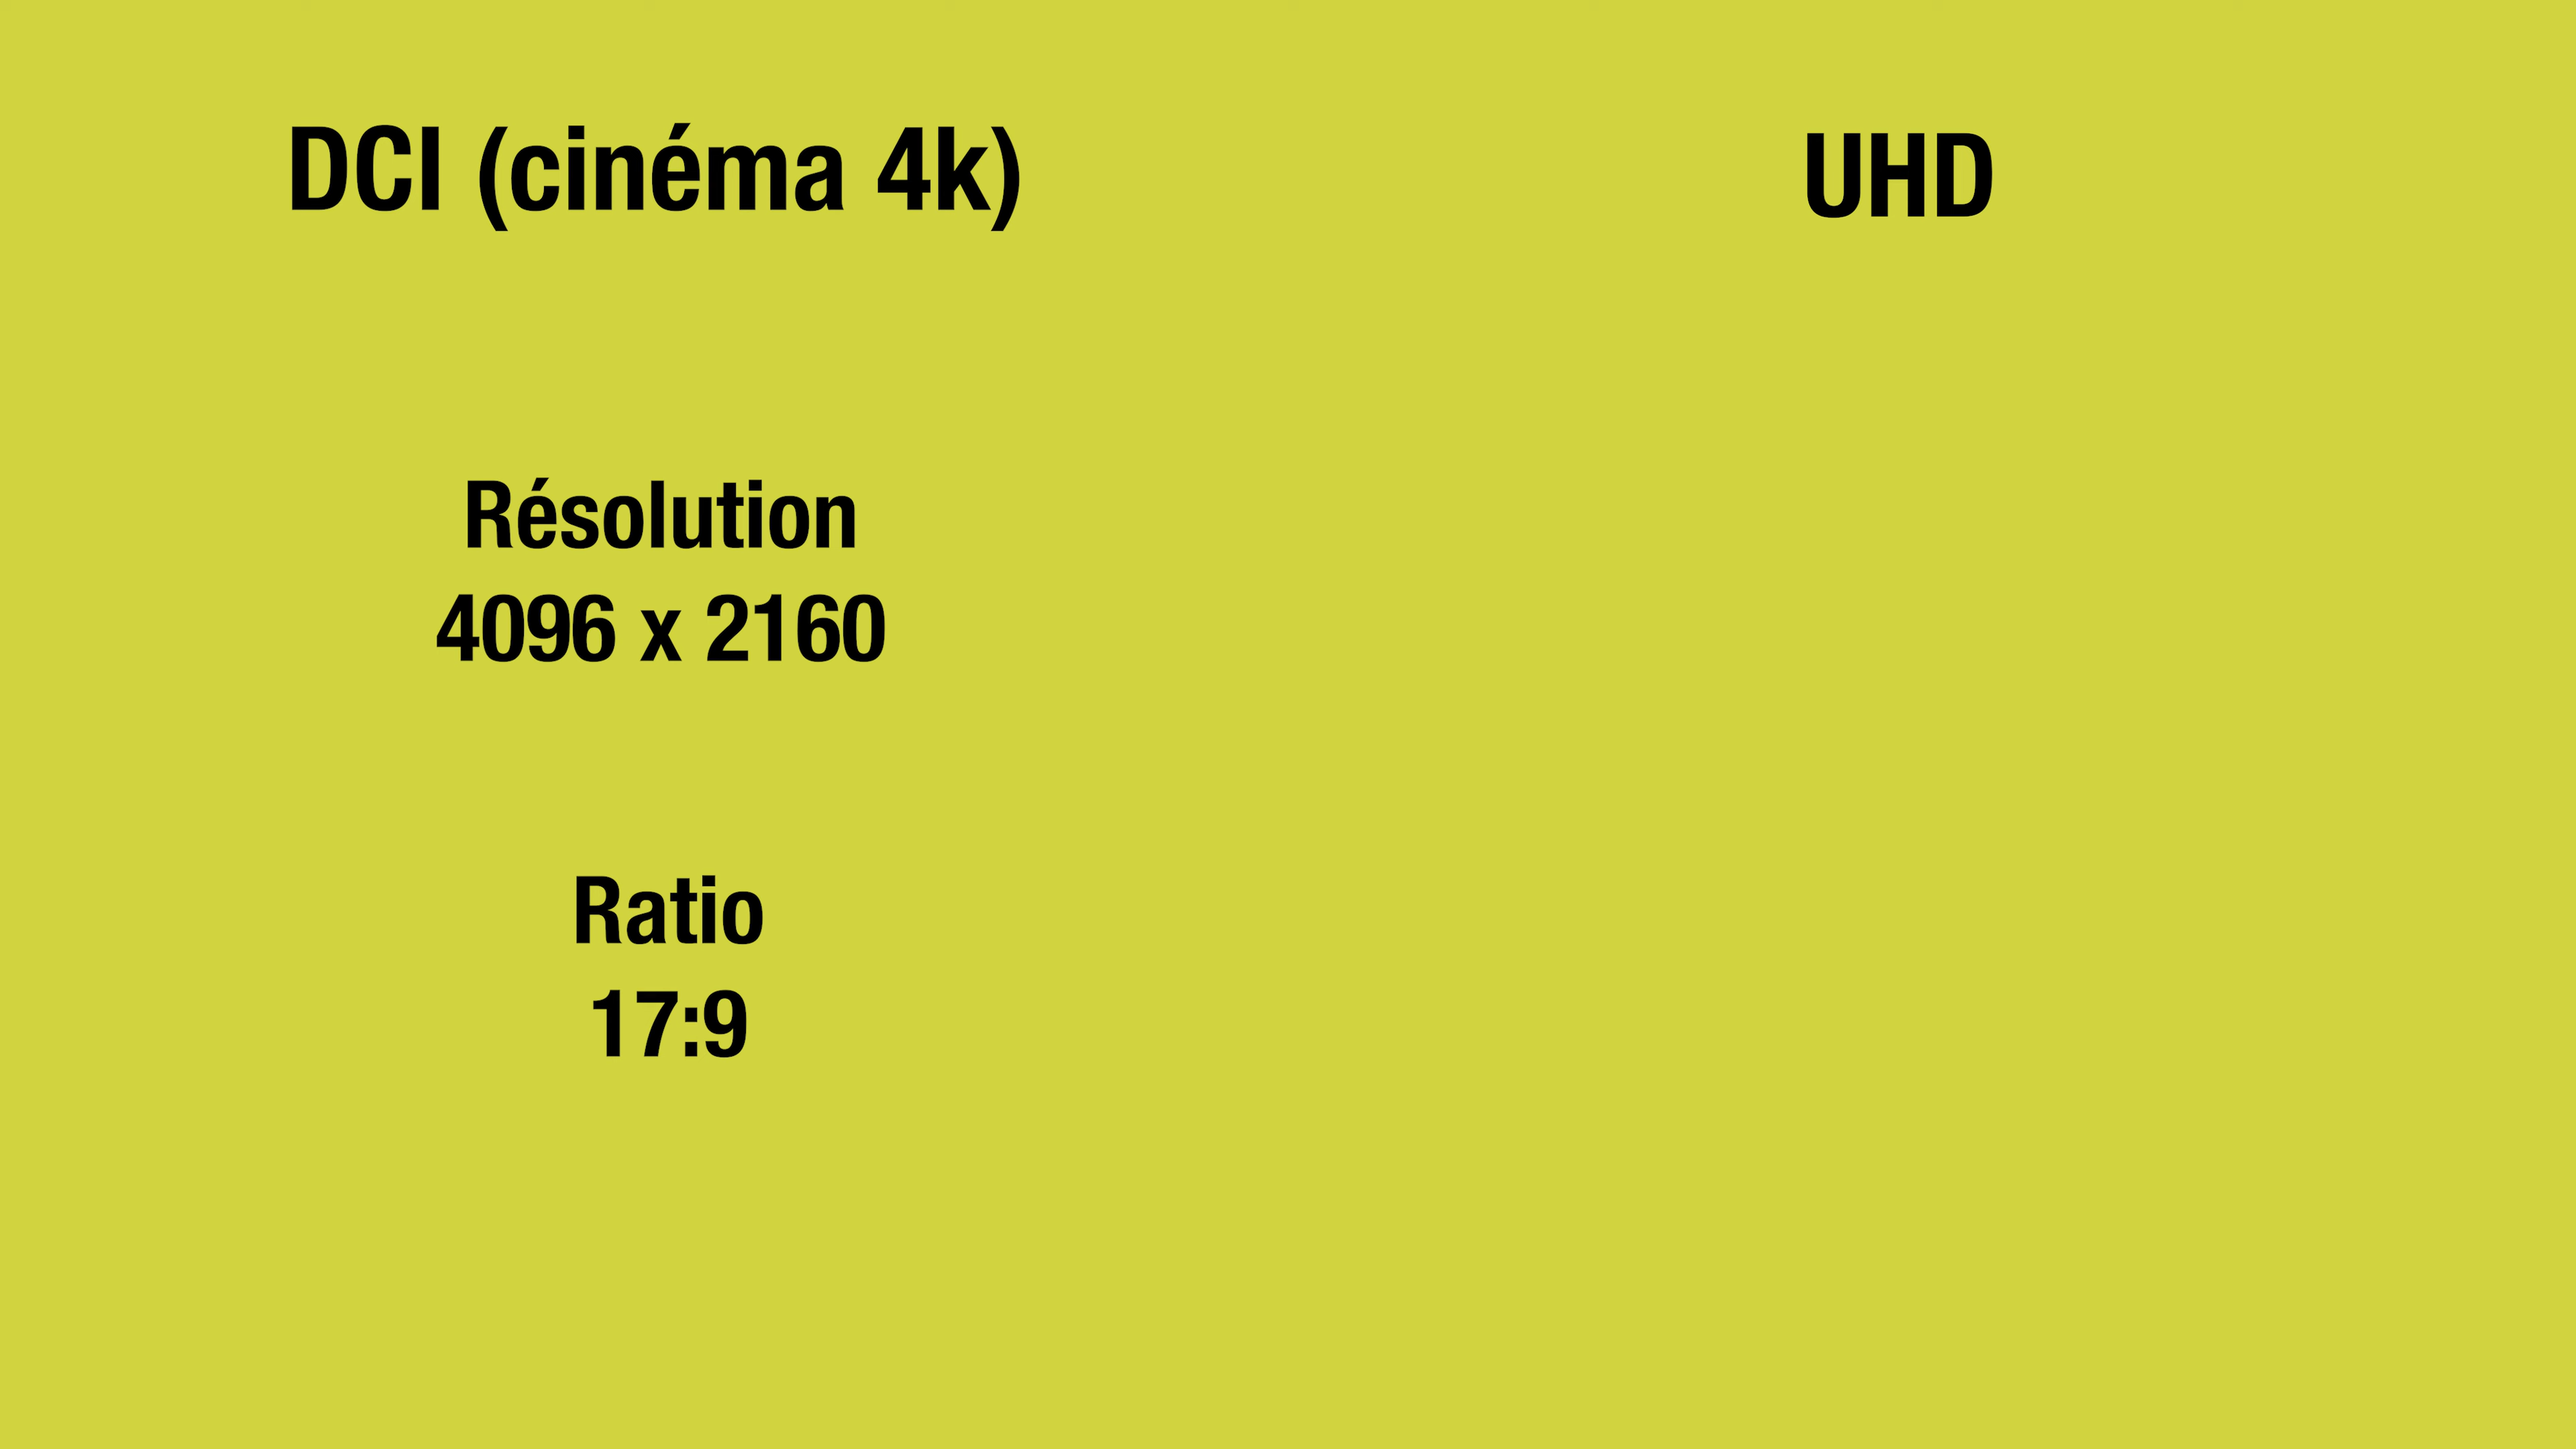 DCI (cinéma 4k)
UHD
Résolution
4096 x 2160
Ratio
17:9